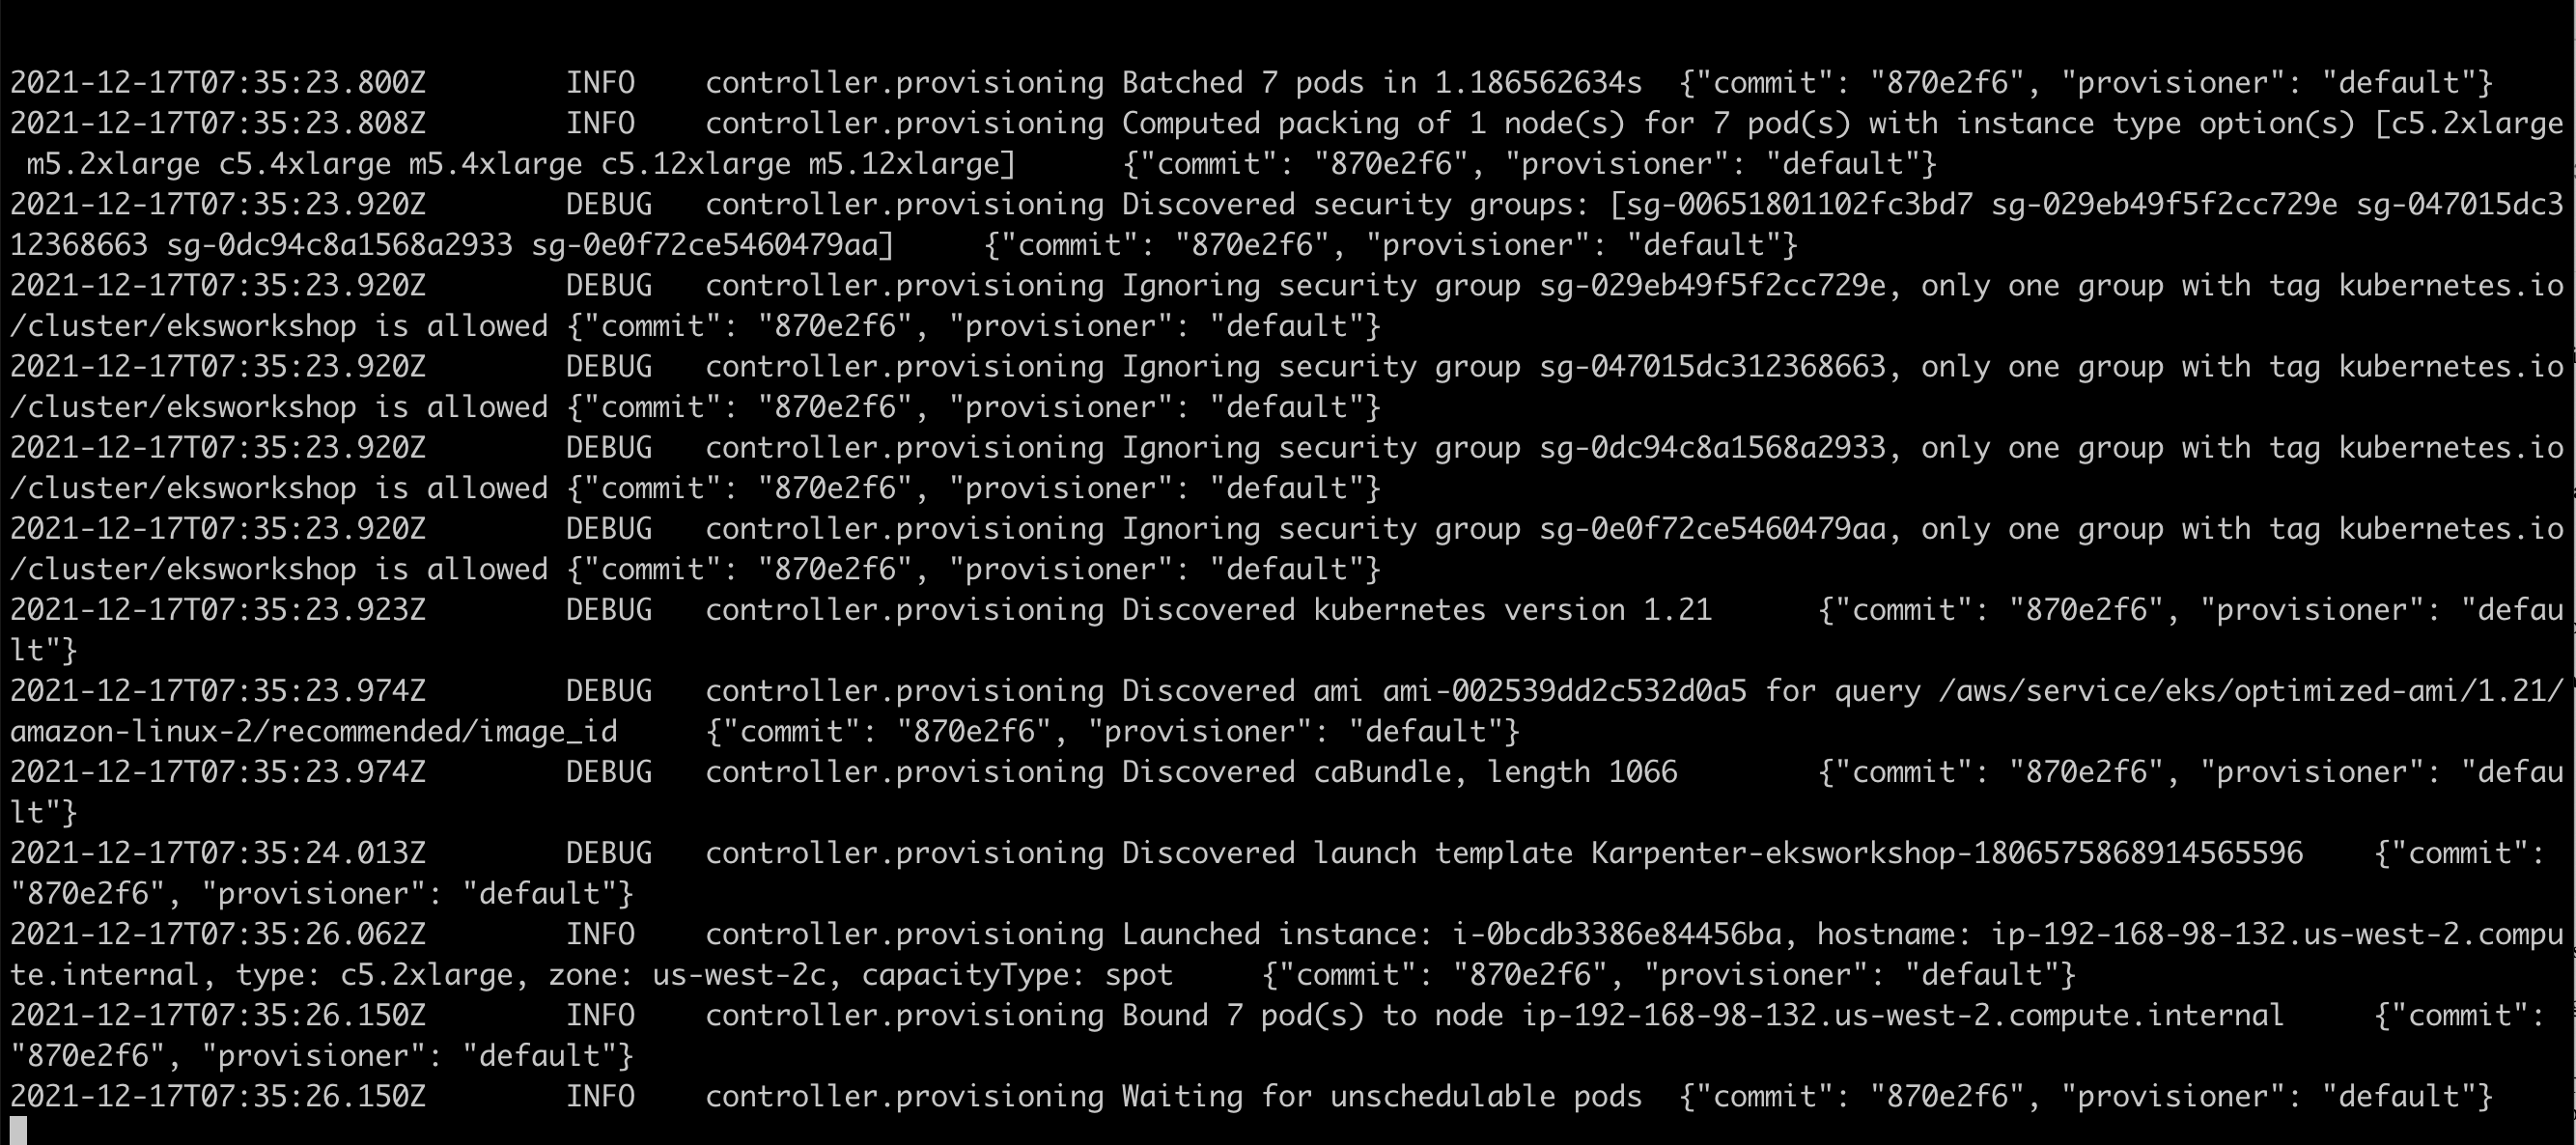 2021-12-17T07:35:23.800Z        INFO    controller.provisioning Batched 7 pods in 1.186562634s  {"commit": "870e2f6", "provisioner": "default"}
2021-12-17T07:35:23.808Z        INFO    controller.provisioning Computed packing of 1 node(s) for 7 pod(s) with instance type option(s) [c5.2xlarge
 m5.2xlarge c5.4xlarge m5.4xlarge c5.12xlarge m5.12xlarge]      {"commit": "870e2f6", "provisioner": "default"}
2021-12-17T07:35:23.920Z        DEBUG   controller.provisioning Discovered security groups: [sg-00651801102fc3bd7 sg-029eb49f5f2cc729e sg-047015dc3
12368663 sg-0dc94c8a1568a2933 sg-0e0f72ce5460479aa]     {"commit": "870e2f6", "provisioner": "default"}
2021-12-17T07:35:23.920Z        DEBUG   controller.provisioning Ignoring security group sg-029eb49f5f2cc729e, only one group with tag kubernetes.io
/cluster/eksworkshop is allowed {"commit": "870e2f6", "provisioner": "default"}
2021-12-17T07:35:23.920Z        DEBUG   controller.provisioning Ignoring security group sg-047015dc312368663, only one group with tag kubernetes.io
/cluster/eksworkshop is allowed {"commit": "870e2f6", "provisioner": "default"}
2021-12-17T07:35:23.920Z        DEBUG   controller.provisioning Ignoring security group sg-0dc94c8a1568a2933, only one group with tag kubernetes.io
/cluster/eksworkshop is allowed {"commit": "870e2f6", "provisioner": "default"}
2021-12-17T07:35:23.920Z        DEBUG   controller.provisioning Ignoring security group sg-0e0f72ce5460479aa, only one group with tag kubernetes.io
/cluster/eksworkshop is allowed {"commit": "870e2f6", "provisioner": "default"}
2021-12-17T07:35:23.923Z        DEBUG   controller.provisioning Discovered kubernetes version 1.21      {"commit": "870e2f6", "provisioner": "defau
lt"}
2021-12-17T07:35:23.974Z        DEBUG   controller.provisioning Discovered ami ami-002539dd2c532d0a5 for query /aws/service/eks/optimized-ami/1.21/
amazon-linux-2/recommended/image_id     {"commit": "870e2f6", "provisioner": "default"}
2021-12-17T07:35:23.974Z        DEBUG   controller.provisioning Discovered caBundle, length 1066        {"commit": "870e2f6", "provisioner": "defau
lt"}
2021-12-17T07:35:24.013Z        DEBUG   controller.provisioning Discovered launch template Karpenter-eksworkshop-1806575868914565596    {"commit":
"870e2f6", "provisioner": "default"}
2021-12-17T07:35:26.062Z        INFO    controller.provisioning Launched instance: i-0bcdb3386e84456ba, hostname: ip-192-168-98-132.us-west-2.compu
te.internal, type: c5.2xlarge, zone: us-west-2c, capacityType: spot     {"commit": "870e2f6", "provisioner": "default"}
2021-12-17T07:35:26.150Z        INFO    controller.provisioning Bound 7 pod(s) to node ip-192-168-98-132.us-west-2.compute.internal     {"commit":
"870e2f6", "provisioner": "default"}
2021-12-17T07:35:26.150Z        INFO    controller.provisioning Waiting for unschedulable pods  {"commit": "870e2f6", "provisioner": "default"}